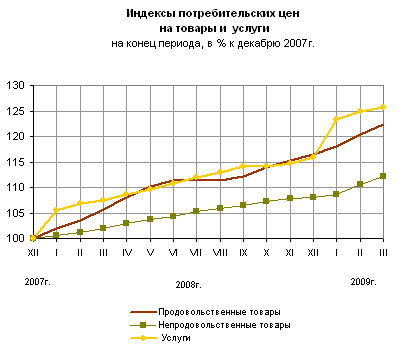 Индексы потребительских цен
на товары и услуги
на конец периода, в % к декабрю 2007г.
130
125
120
115
110
105
100
XII I II III IV V VI VII VIII IX X XI XII I II III
2007г. 2008г. 2009г.
Продовольственные товары
Непродовольственные товары
Услуги